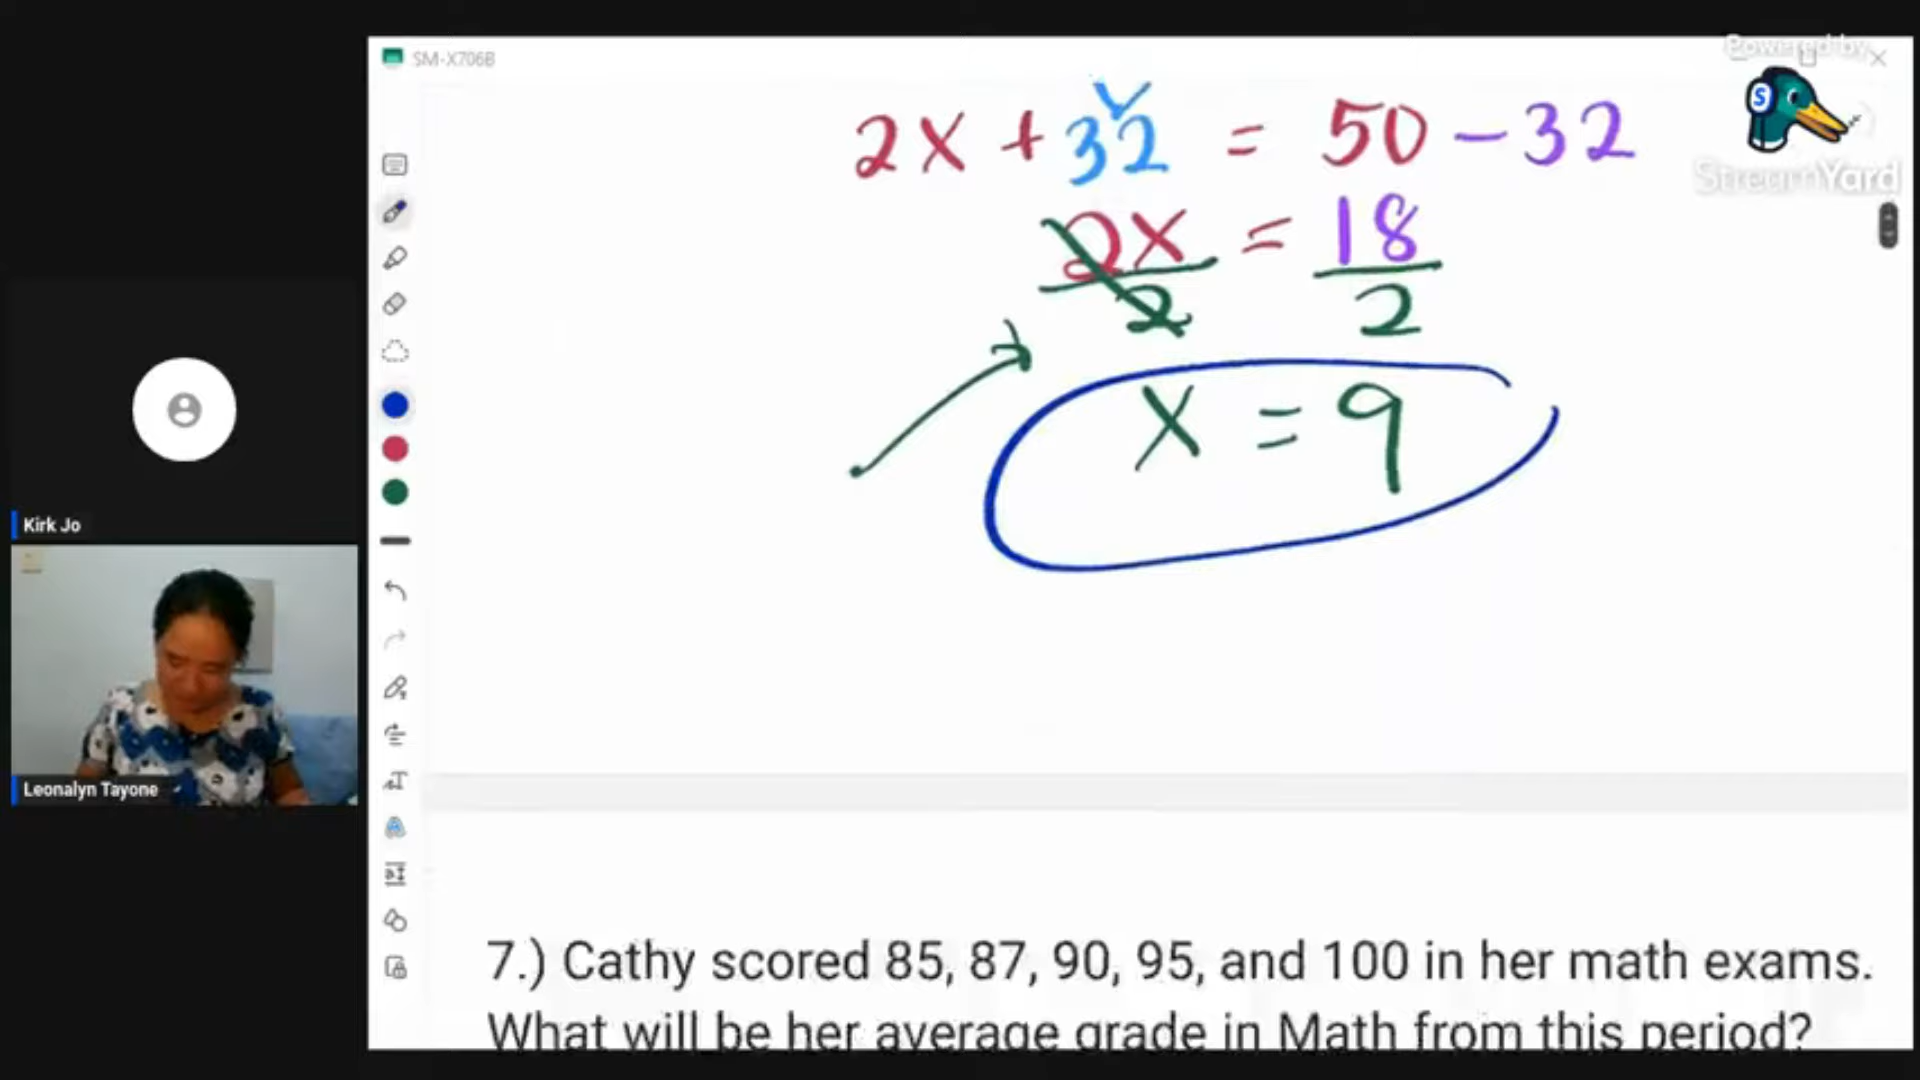 SM-X706B
Powered by
StreamYard
2x + 32 = 50 - 32
2x = 18
2 2
x = 9
Kirk Jo
Leonalyn Tayone
7.) Cathy scored 85, 87, 90, 95, and 100 in her math exams.
What will be her average grade in Math from this period?